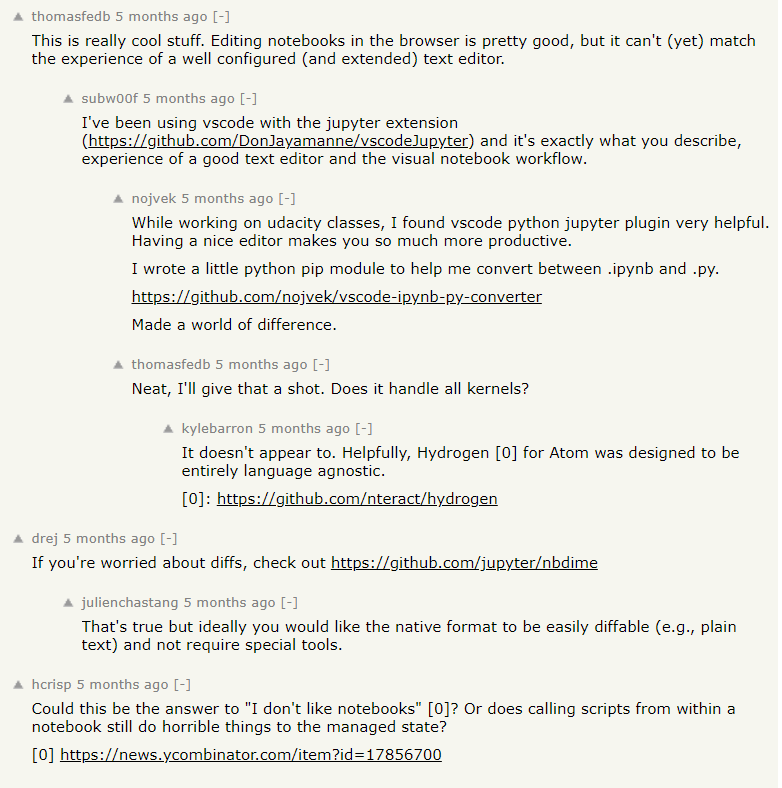 thomasfedb 5 months ago [-]
This is really cool stuff. Editing notebooks in the browser is pretty good, but it can't (yet) match
the experience of a well configured (and extended) text editor.
subw00f 5 months ago [-]
I've been using vscode with the jupyter extension
(https://github.com/DonJayamanne/vscodeJupyter) and it's exactly what you describe,
experience of a good text editor and the visual notebook workflow.
nojvek 5 months ago [-]
While working on udacity classes, I found vscode python jupyter plugin very helpful.
Having a nice editor makes you so much more productive.
I wrote a little python pip module to help me convert between .ipynb and .py.
https://github.com/nojvek/vscode-ipynb-py-converter
Made a world of difference.
thomasfedb 5 months ago [-]
Neat, I'll give that a shot. Does it handle all kernels?
kylebarron 5 months ago [-]
It doesn't appear to. Helpfully, Hydrogen [0] for Atom was designed to be
entirely language agnostic.
[0]: https://github.com/nteract/hydrogen
drej 5 months ago [-]
If you're worried about diffs, check out https://github.com/jupyter/nbdime
julienchastang 5 months ago [-]
That's true but ideally you would like the native format to be easily diffable (e.g., plain
text) and not require special tools.
hcrisp 5 months ago [-]
Could this be the answer to "I don't like notebooks" [0]? Or does calling scripts from within a
notebook still do horrible things to the managed state?
[0] https://news.ycombinator.com/item?id=17856700